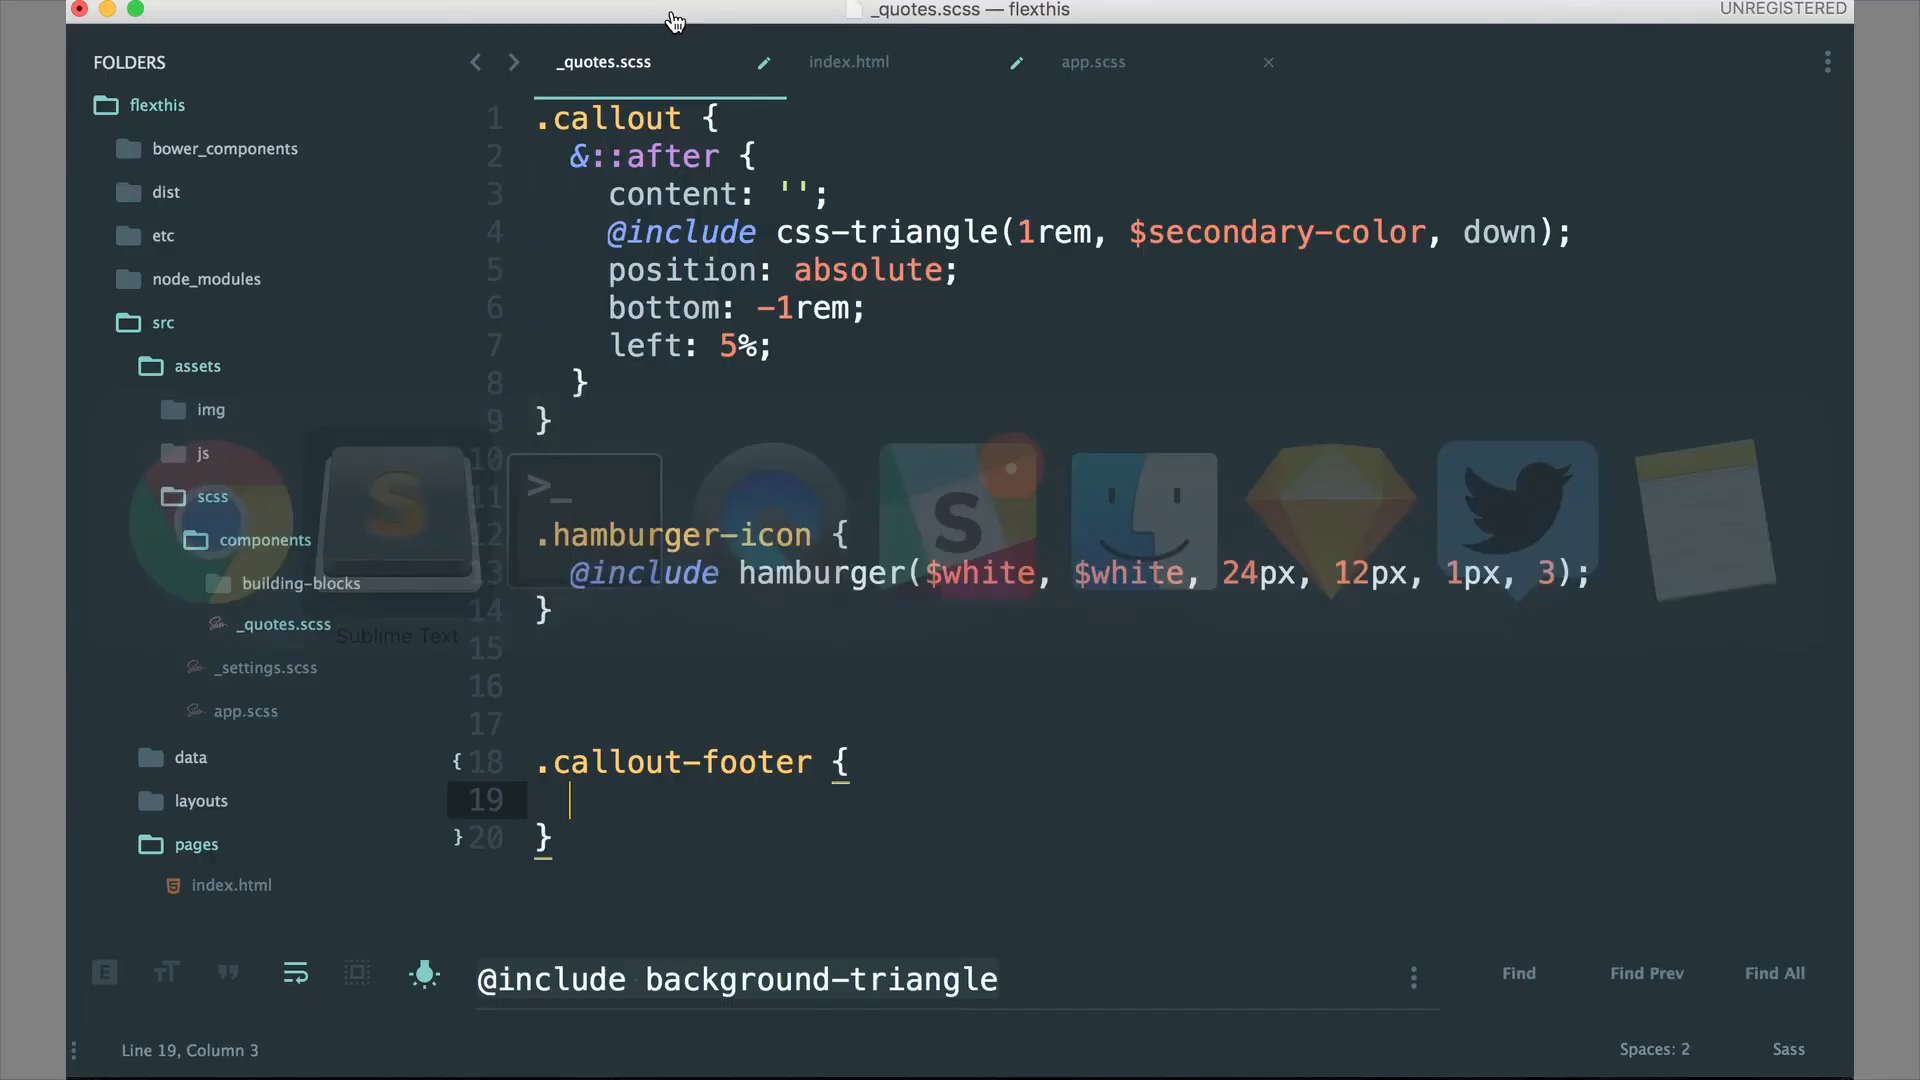 _quotes.scss — flexthis
UNREGISTERED
FOLDERS
flexthis
bower_components
dist
etc
node_modules
src
assets
img
js
scss
components
building-blocks
_quotes.scss
_settings.scss
app.scss
data
layouts
pages
index.html
_quotes.scss
index.html
app.scss
1 .callout {
2 &::after {
3 content: '';
4 @include css-triangle(1rem, $secondary-color, down);
5 position: absolute;
6 bottom: -1rem;
7 left: 5%;
8 }
9 }
10
11
12 .hamburger-icon {
13 @include hamburger($white, $white, 24px, 12px, 1px, 3);
14 }
15
16
17
{ 18 .callout-footer {
19
} 20 }
>_
S
S
Sublime Text
@include background-triangle
Find
Find Prev
Find All
Line 19, Column 3
Spaces: 2
Sass